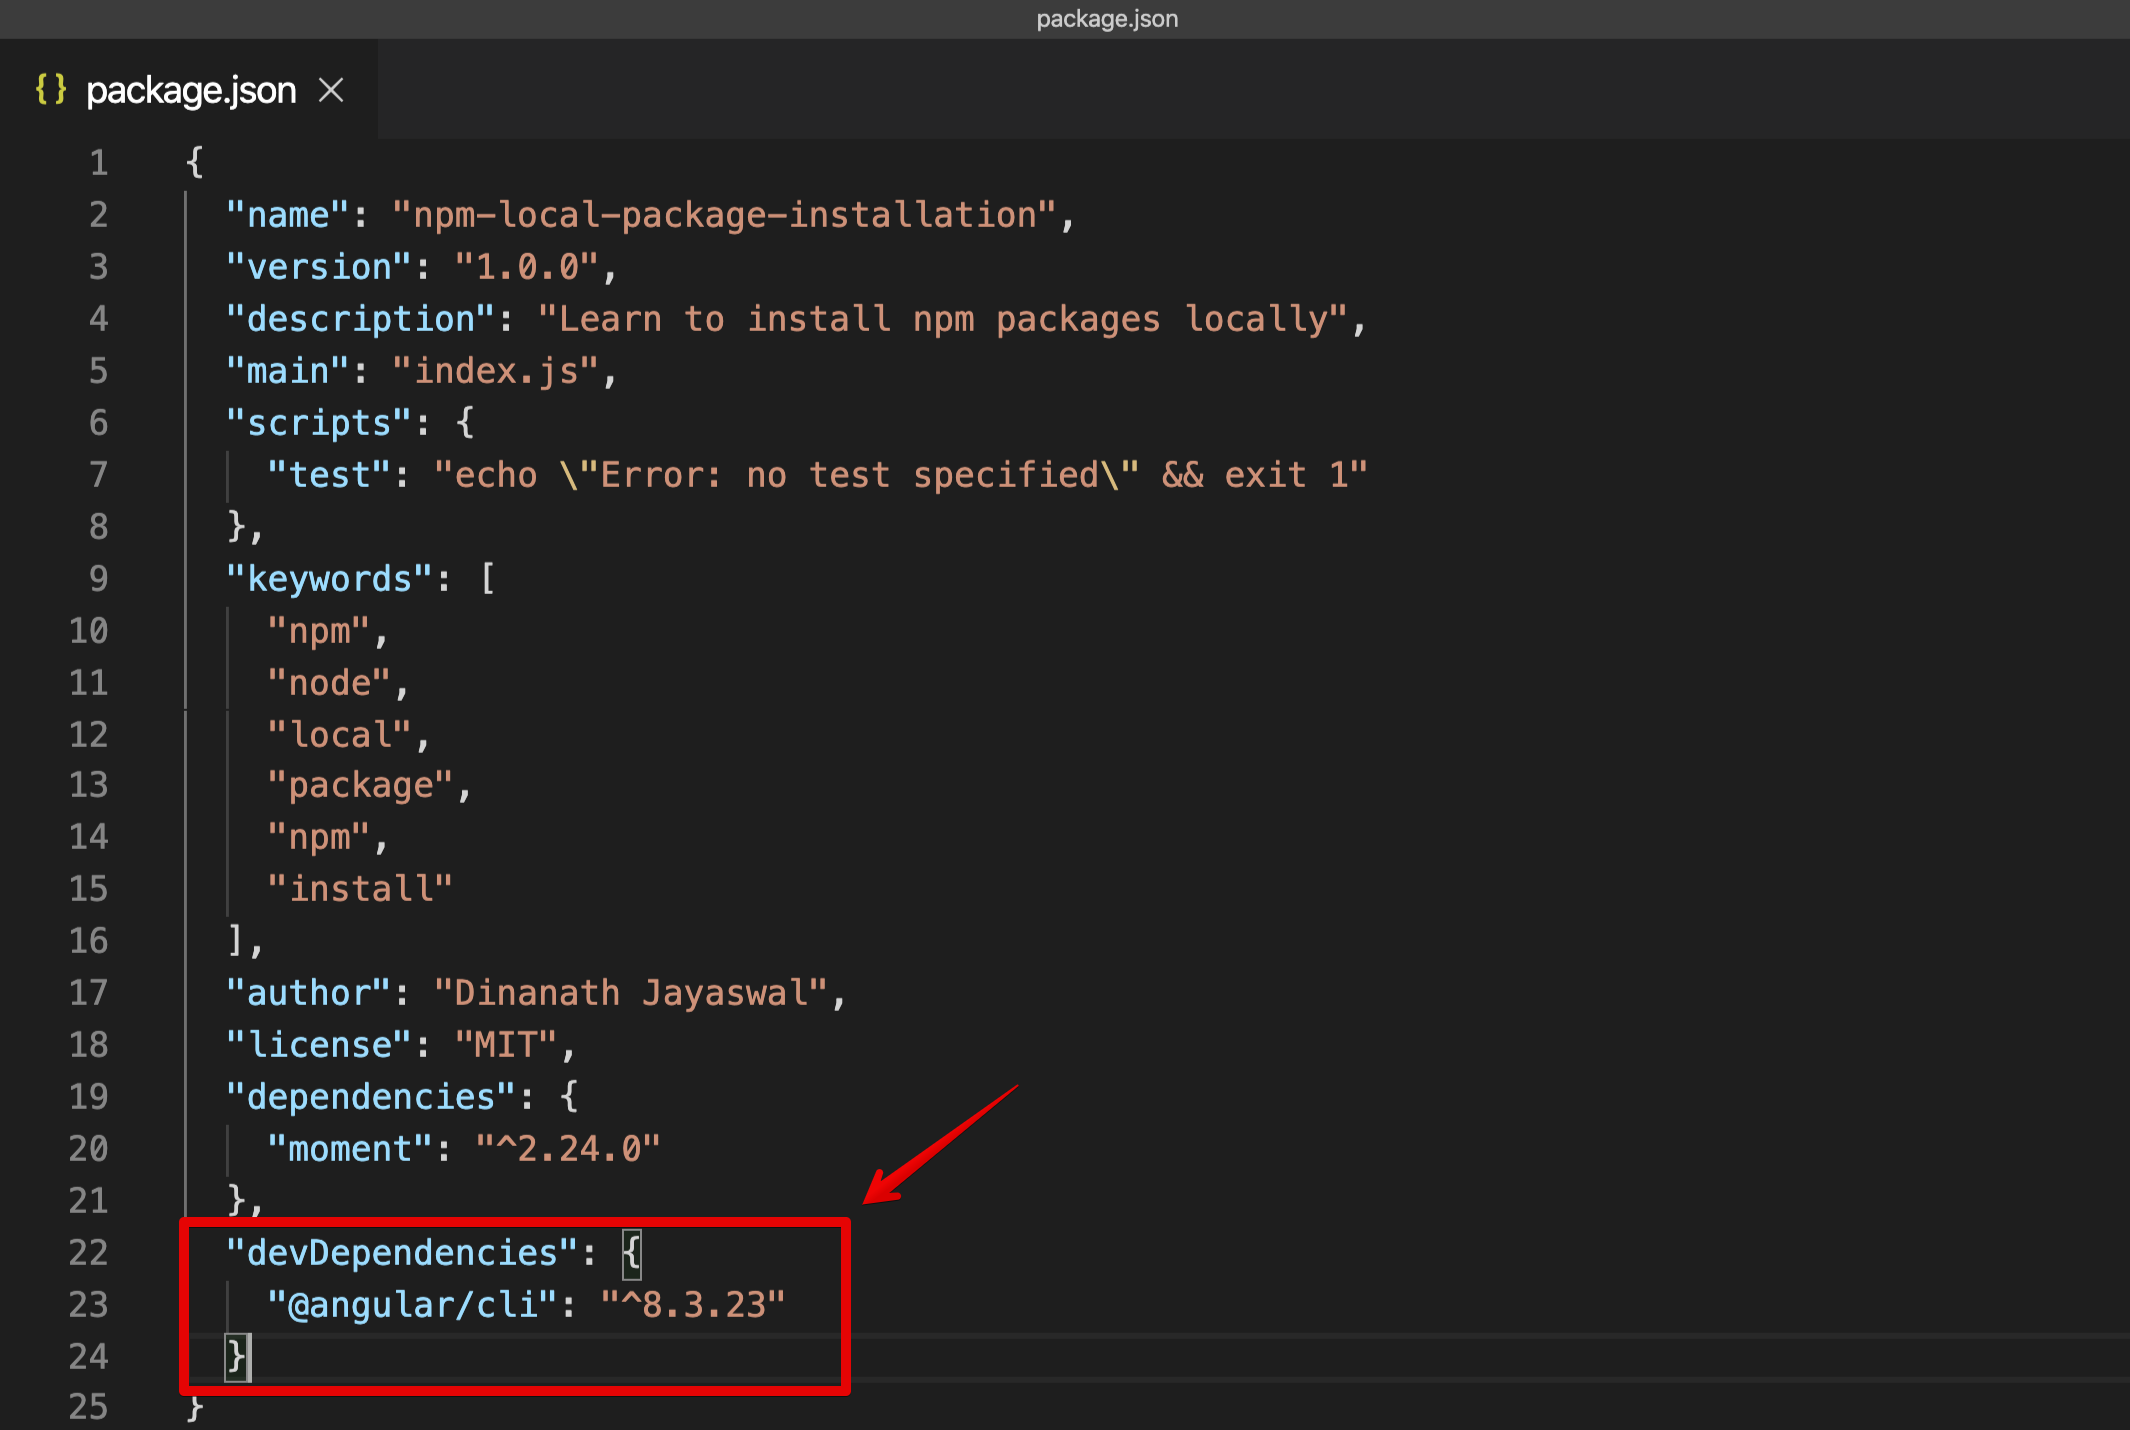 package.json
{} package.json ×
1 {
2 "name": "npm-local-package-installation",
3 "version": "1.0.0",
4 "description": "Learn to install npm packages locally",
5 "main": "index.js",
6 "scripts": {
7 "test": "echo \"Error: no test specified\" && exit 1"
8 },
9 "keywords": [
10 "npm",
11 "node",
12 "local",
13 "package",
14 "npm",
15 "install"
16 ],
17 "author": "Dinanath Jayaswal",
18 "license": "MIT",
19 "dependencies": {
20 "moment": "^2.24.0"
21 },
22 "devDependencies": {
23 "@angular/cli": "^8.3.23"
24 }
25 }